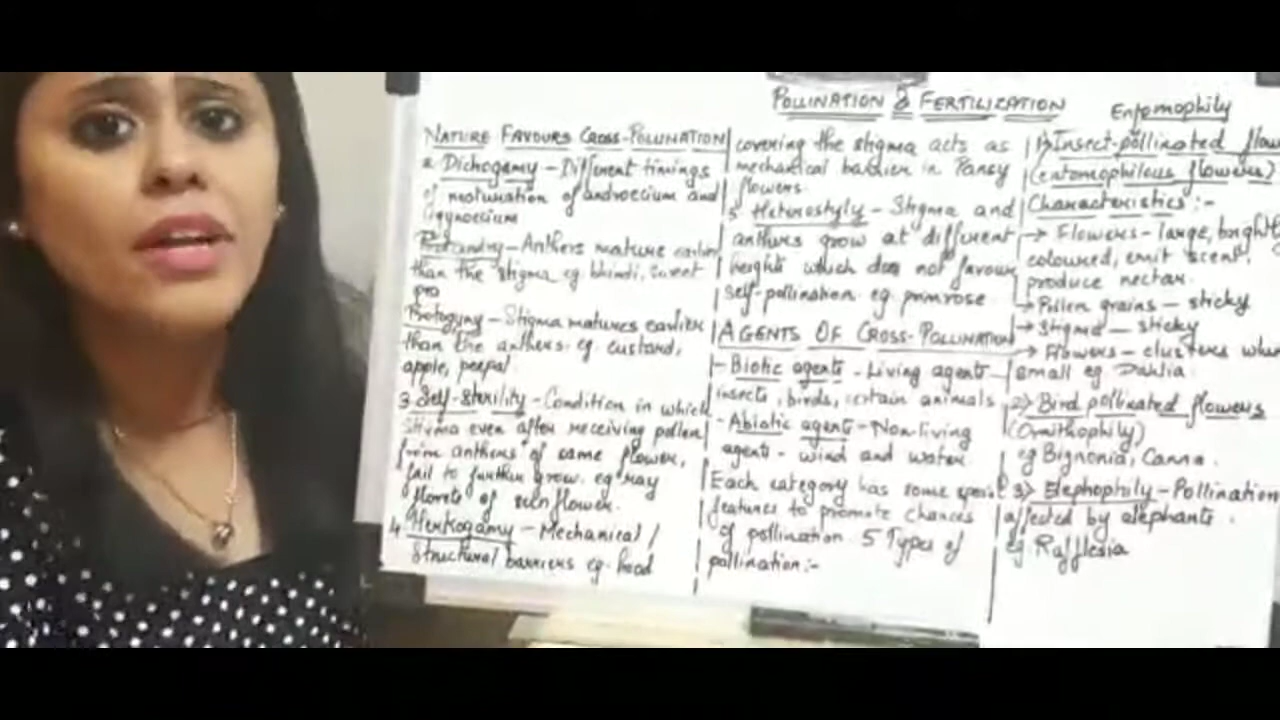 POLLINATION & FERTILIZATION
NATURE FAVOURS CROSS-POLLINATION
2. Dichogamy - Different timings
of maturation of androecium and
gynoecium
Protandry - Anthers mature earlier
than the stigma eg. bhindi, sweet
pea
Protogyny - Stigma matures earlier
than the anthers. eg. custard,
apple, peepal.
3. Self-sterility - Condition in which
stigma even after receiving pollen
from anthers of same flower,
fail to further grow. eg ray
florets of sunflower.
4. Herkogamy - Mechanical /
Structural barriers eg. hood
covering the stigma acts as
mechanical barrier in Pansy
flowers.
5. Heterostyly - Stigma and
anthers grow at different
heights which does not favour
self-pollination. eg. primrose
AGENTS OF CROSS-POLLINATION
- Biotic agents - Living agents -
insects, birds, certain animals
- Abiotic agents - Non-living
agents - wind and water
Each category has some special
features to promote chances
of pollination. 5 Types of
pollination:-
Entomophily
1) Insect-pollinated flow
(entomophilous flowers)
Characteristics :-
→ Flowers - large, bright
coloured, emit scent,
produce nectar.
→ Pollen grains - sticky
→ Stigma - sticky
→ Flowers - clusters when
small eg Dahlia
2) Bird pollinated flowers
(Ornithophily)
eg Bignonia, Canna.
3) Elephophily - Pollination
affected by elephants.
eg Rafflesia